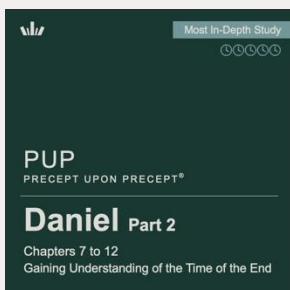 Most In-Depth Study
PUP
PRECEPT UPON PRECEPT®
Daniel Part 2
Chapters 7 to 12
Gaining Understanding of the Time of the End